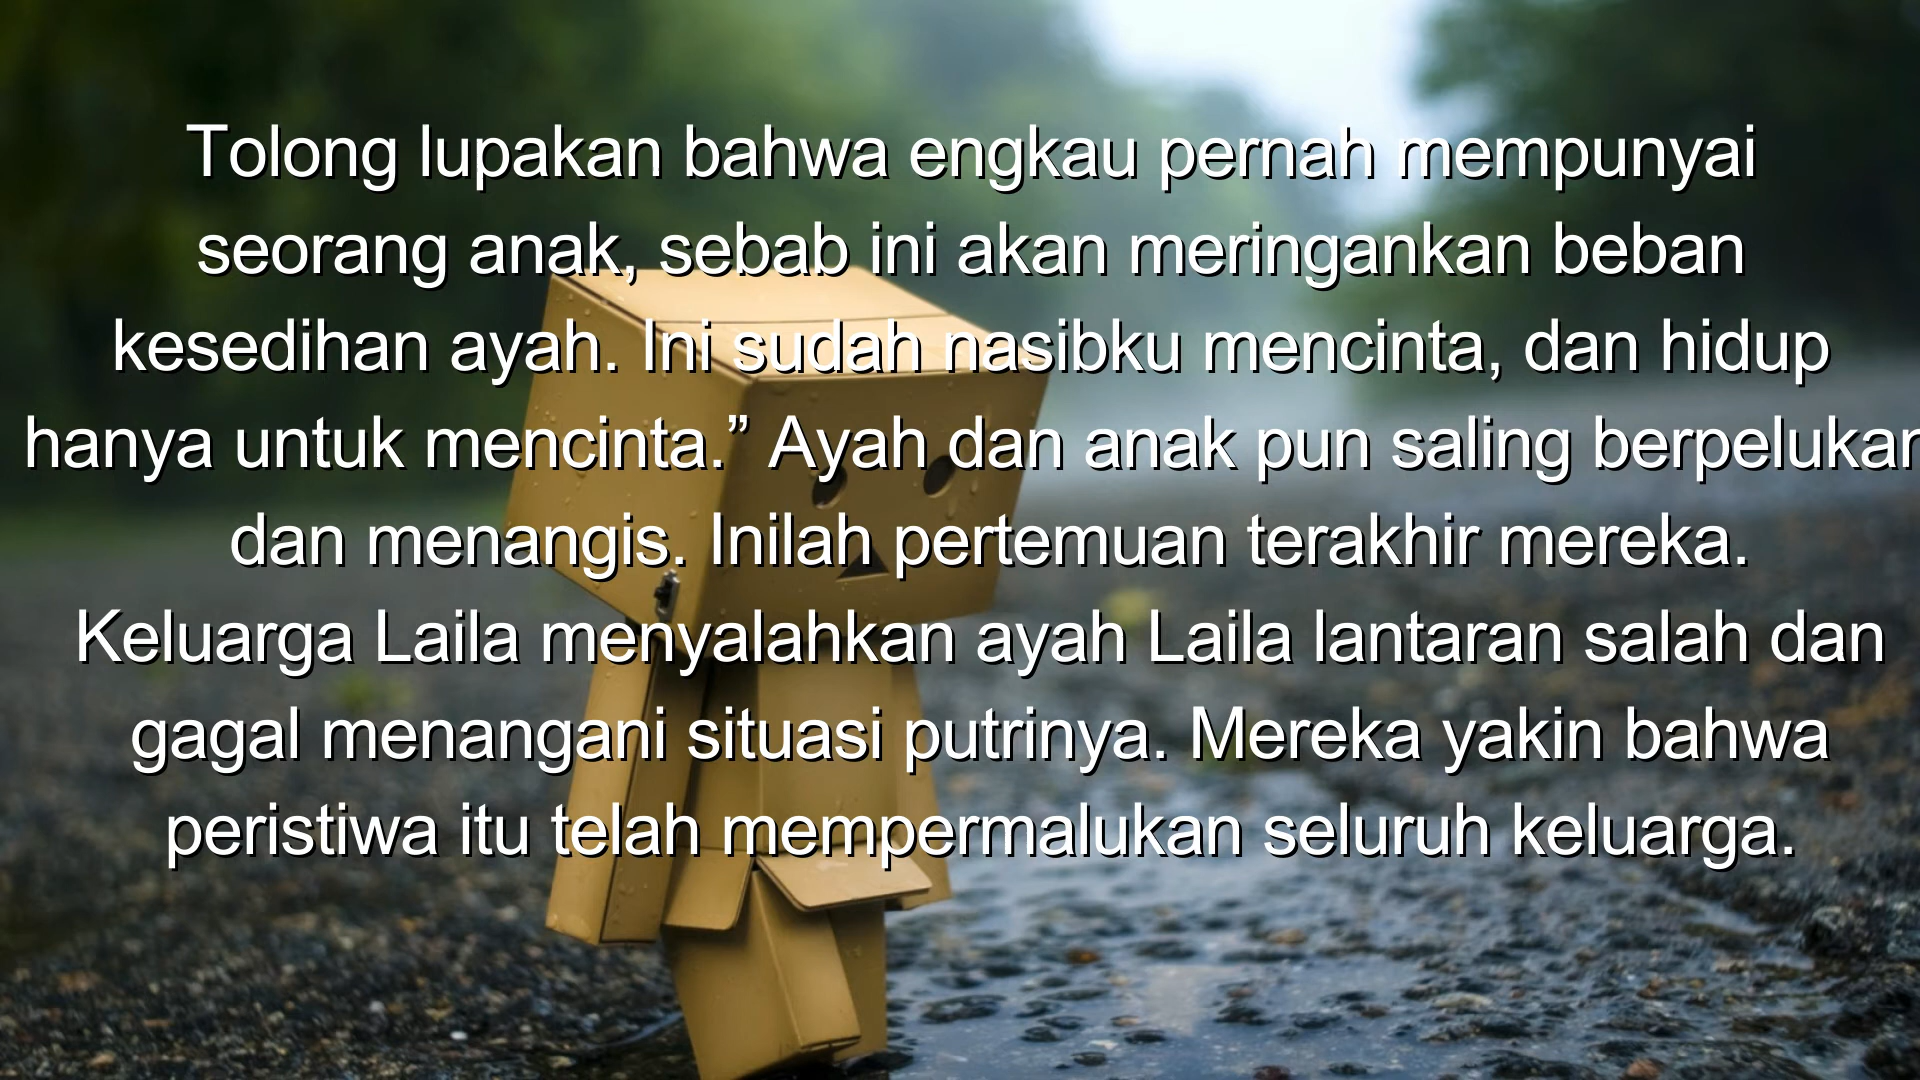 Tolong lupakan bahwa engkau pernah mempunyai
seorang anak, sebab ini akan meringankan beban
kesedihan ayah. Ini sudah nasibku mencinta, dan hidup
hanya untuk mencinta.” Ayah dan anak pun saling berpelukan
dan menangis. Inilah pertemuan terakhir mereka.
Keluarga Laila menyalahkan ayah Laila lantaran salah dan
gagal menangani situasi putrinya. Mereka yakin bahwa
peristiwa itu telah mempermalukan seluruh keluarga.